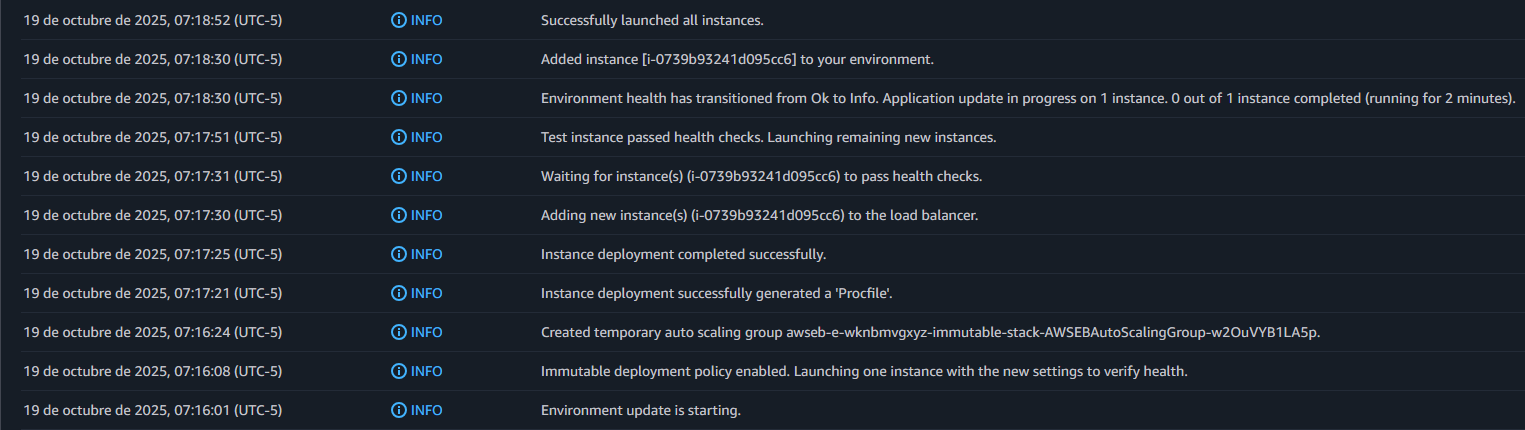 19 de octubre de 2025, 07:18:52 (UTC-5) INFO Successfully launched all instances.
19 de octubre de 2025, 07:18:30 (UTC-5) INFO Added instance [i-0739b93241d095cc6] to your environment.
19 de octubre de 2025, 07:18:30 (UTC-5) INFO Environment health has transitioned from Ok to Info. Application update in progress on 1 instance. 0 out of 1 instance completed (running for 2 minutes).
19 de octubre de 2025, 07:17:51 (UTC-5) INFO Test instance passed health checks. Launching remaining new instances.
19 de octubre de 2025, 07:17:31 (UTC-5) INFO Waiting for instance(s) (i-0739b93241d095cc6) to pass health checks.
19 de octubre de 2025, 07:17:30 (UTC-5) INFO Adding new instance(s) (i-0739b93241d095cc6) to the load balancer.
19 de octubre de 2025, 07:17:25 (UTC-5) INFO Instance deployment completed successfully.
19 de octubre de 2025, 07:17:21 (UTC-5) INFO Instance deployment successfully generated a 'Procfile'.
19 de octubre de 2025, 07:16:24 (UTC-5) INFO Created temporary auto scaling group awseb-e-wknbmvgxyz-immutable-stack-AWSEBAutoScalingGroup-w2OuVYB1LA5p.
19 de octubre de 2025, 07:16:08 (UTC-5) INFO Immutable deployment policy enabled. Launching one instance with the new settings to verify health.
19 de octubre de 2025, 07:16:01 (UTC-5) INFO Environment update is starting.